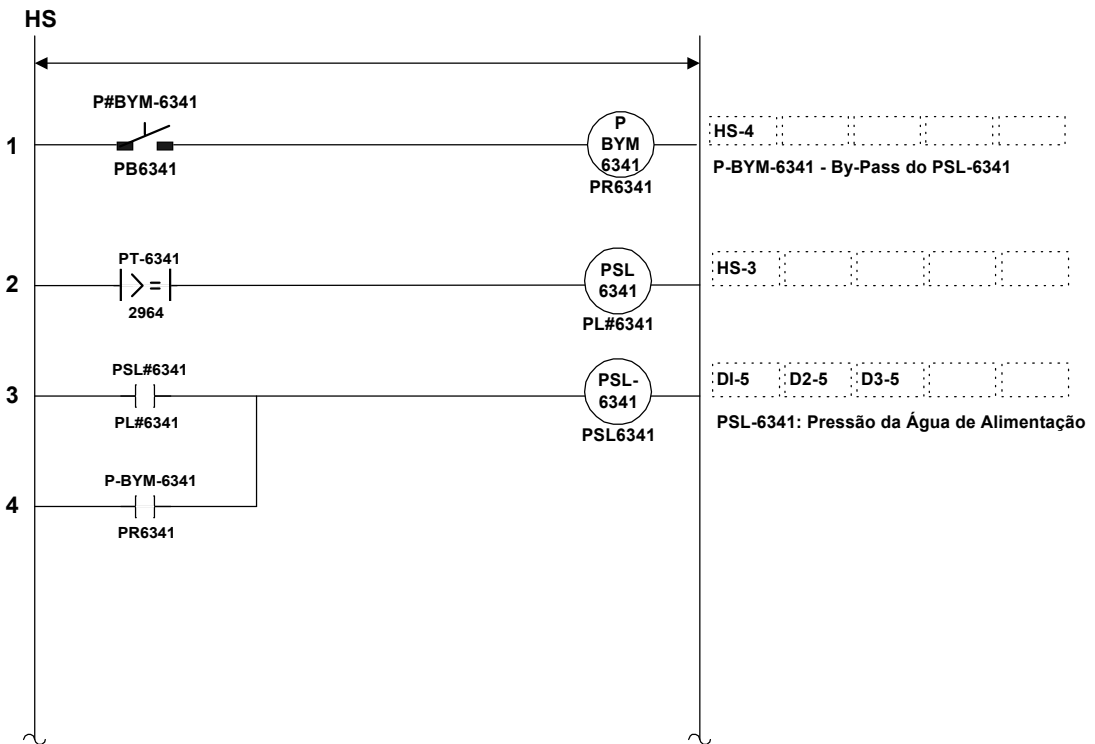 HS
P#BYM-6341
1
PB6341
P
BYM
6341
PR6341
HS-4
P-BYM-6341 - By-Pass do PSL-6341
PT-6341
2
>=
2964
PSL
6341
PL#6341
HS-3
PSL#6341
3
PL#6341
PSL-
6341
PSL6341
DI-5 D2-5 D3-5
PSL-6341: Pressão da Água de Alimentação
P-BYM-6341
4
PR6341